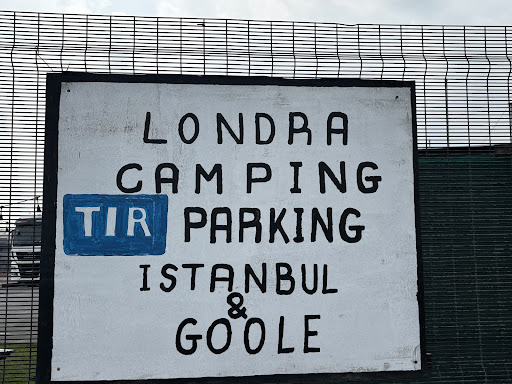 LONDRA
CAMPING
TIR PARKING
ISTANBUL
&
GOOLE